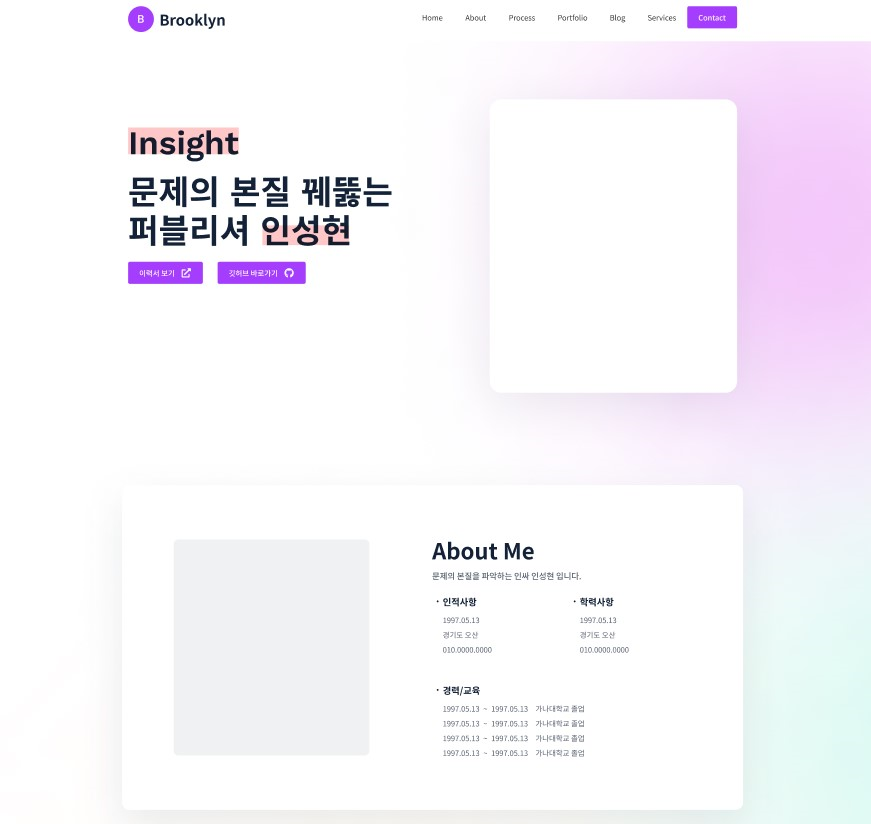 B Brooklyn Home About Process Portfolio Blog Services Contact
Insight
문제의 본질 꿰뚫는
퍼블리셔 인성현
이력서 보기 깃허브 바로가기
About Me
문제의 본질을 파악하는 인싸 인성현 입니다.
· 인적사항 · 학력사항
1997.05.13 1997.05.13
경기도 오산 경기도 오산
010.0000.0000 010.0000.0000
· 경력/교육
1997.05.13 ~ 1997.05.13 가나대학교 졸업
1997.05.13 ~ 1997.05.13 가나대학교 졸업
1997.05.13 ~ 1997.05.13 가나대학교 졸업
1997.05.13 ~ 1997.05.13 가나대학교 졸업